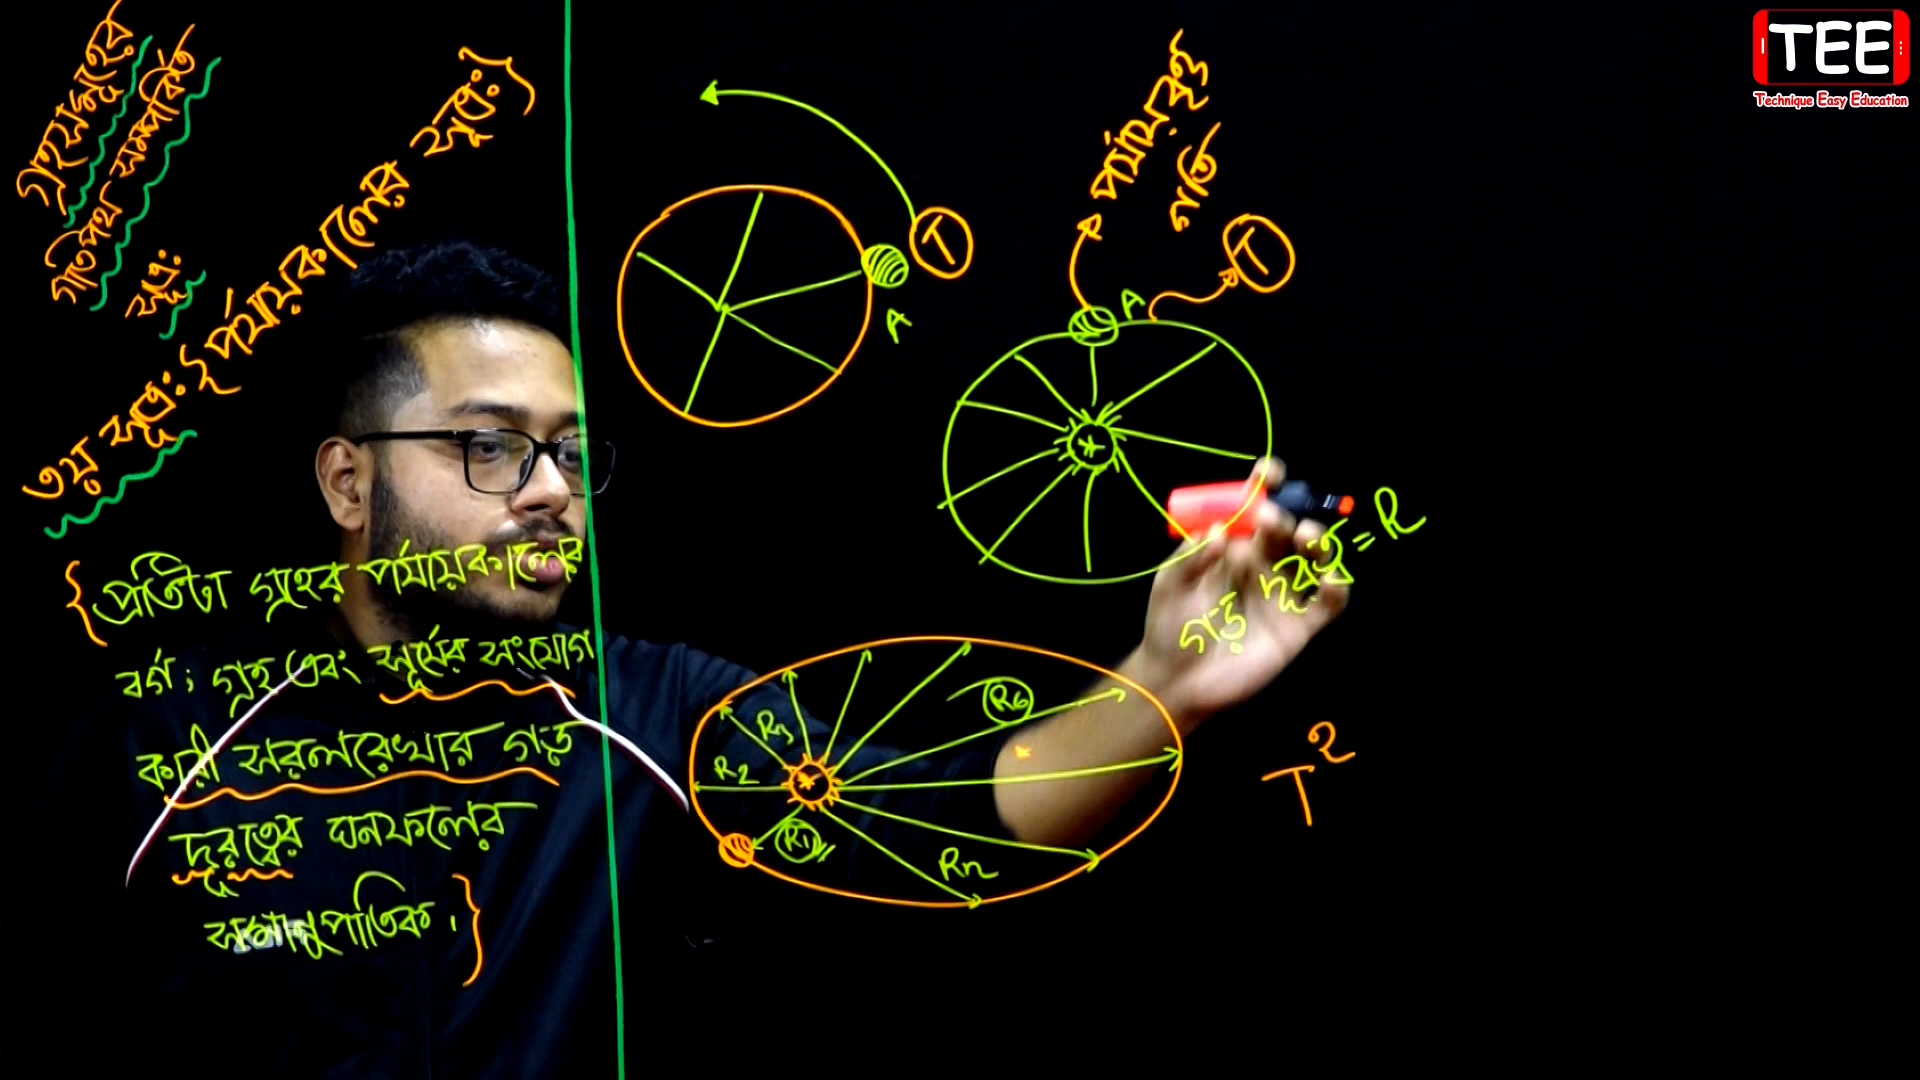 গ্রহসমূহের
গতিপথ সম্পর্কিত
সূত্র:
৩য় সূত্র: { পর্যায়কালের সূত্র: }
{ প্রতিটা গ্রহের পর্যায়কালের
বর্গ; গ্রহ এবং সূর্যের সংযোগ
কারী সরলরেখার গড়
দূরত্বের ঘনফলের
সমানুপাতিক। }
T
A
পর্যায়বৃত্ত
গতি
T
A
গড় দূরত্ব = R
R3
R6
R2
R1
Rn
T²
TEE
Technique Easy Education